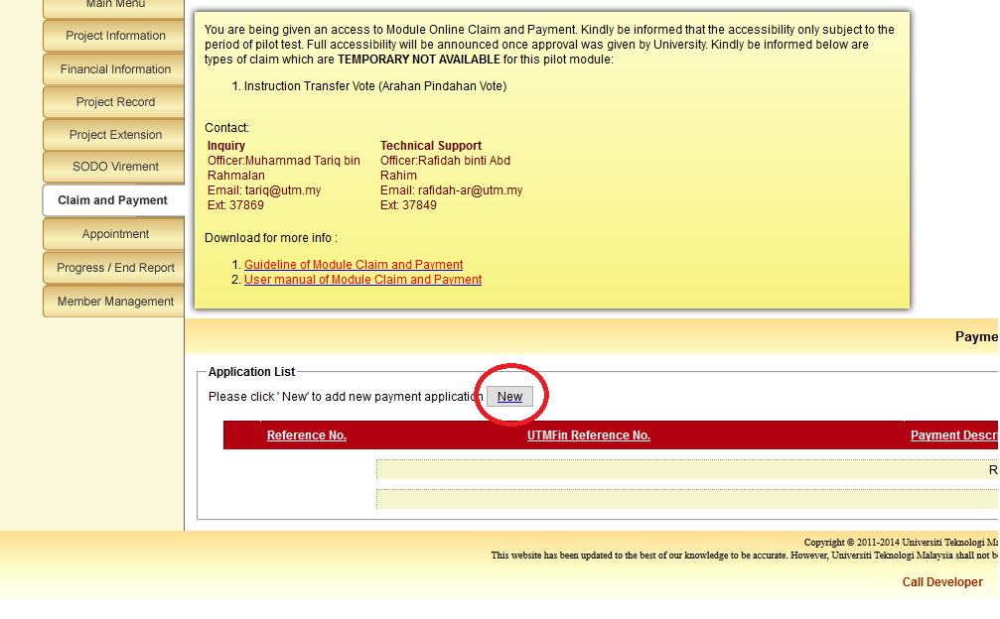 Main Menu
Project Information
Financial Information
Project Record
Project Extension
SODO Virement
Claim and Payment
Appointment
Progress / End Report
Member Management
You are being given an access to Module Online Claim and Payment. Kindly be informed that the accessibility only subject to the
period of pilot test. Full accessibility will be announced once approval was given by University. Kindly be informed below are
types of claim which are TEMPORARY NOT AVAILABLE for this pilot module:
1. Instruction Transfer Vote (Arahan Pindahan Vote)
Contact:
Inquiry
Officer:Muhammad Tariq bin
Rahmalan
Email: tariq@utm.my
Ext: 37869
Technical Support
Officer:Rafidah binti Abd
Rahim
Email: rafidah-ar@utm.my
Ext: 37849
Download for more info :
1. Guideline of Module Claim and Payment
2. User manual of Module Claim and Payment
Payme
Application List
Please click ' New' to add new payment application New
Reference No. UTMFin Reference No. Payment Descri
R
Copyright © 2011-2014 Universiti Teknologi Ma
This website has been updated to the best of our knowledge to be accurate. However, Universiti Teknologi Malaysia shall not be
Call Developer